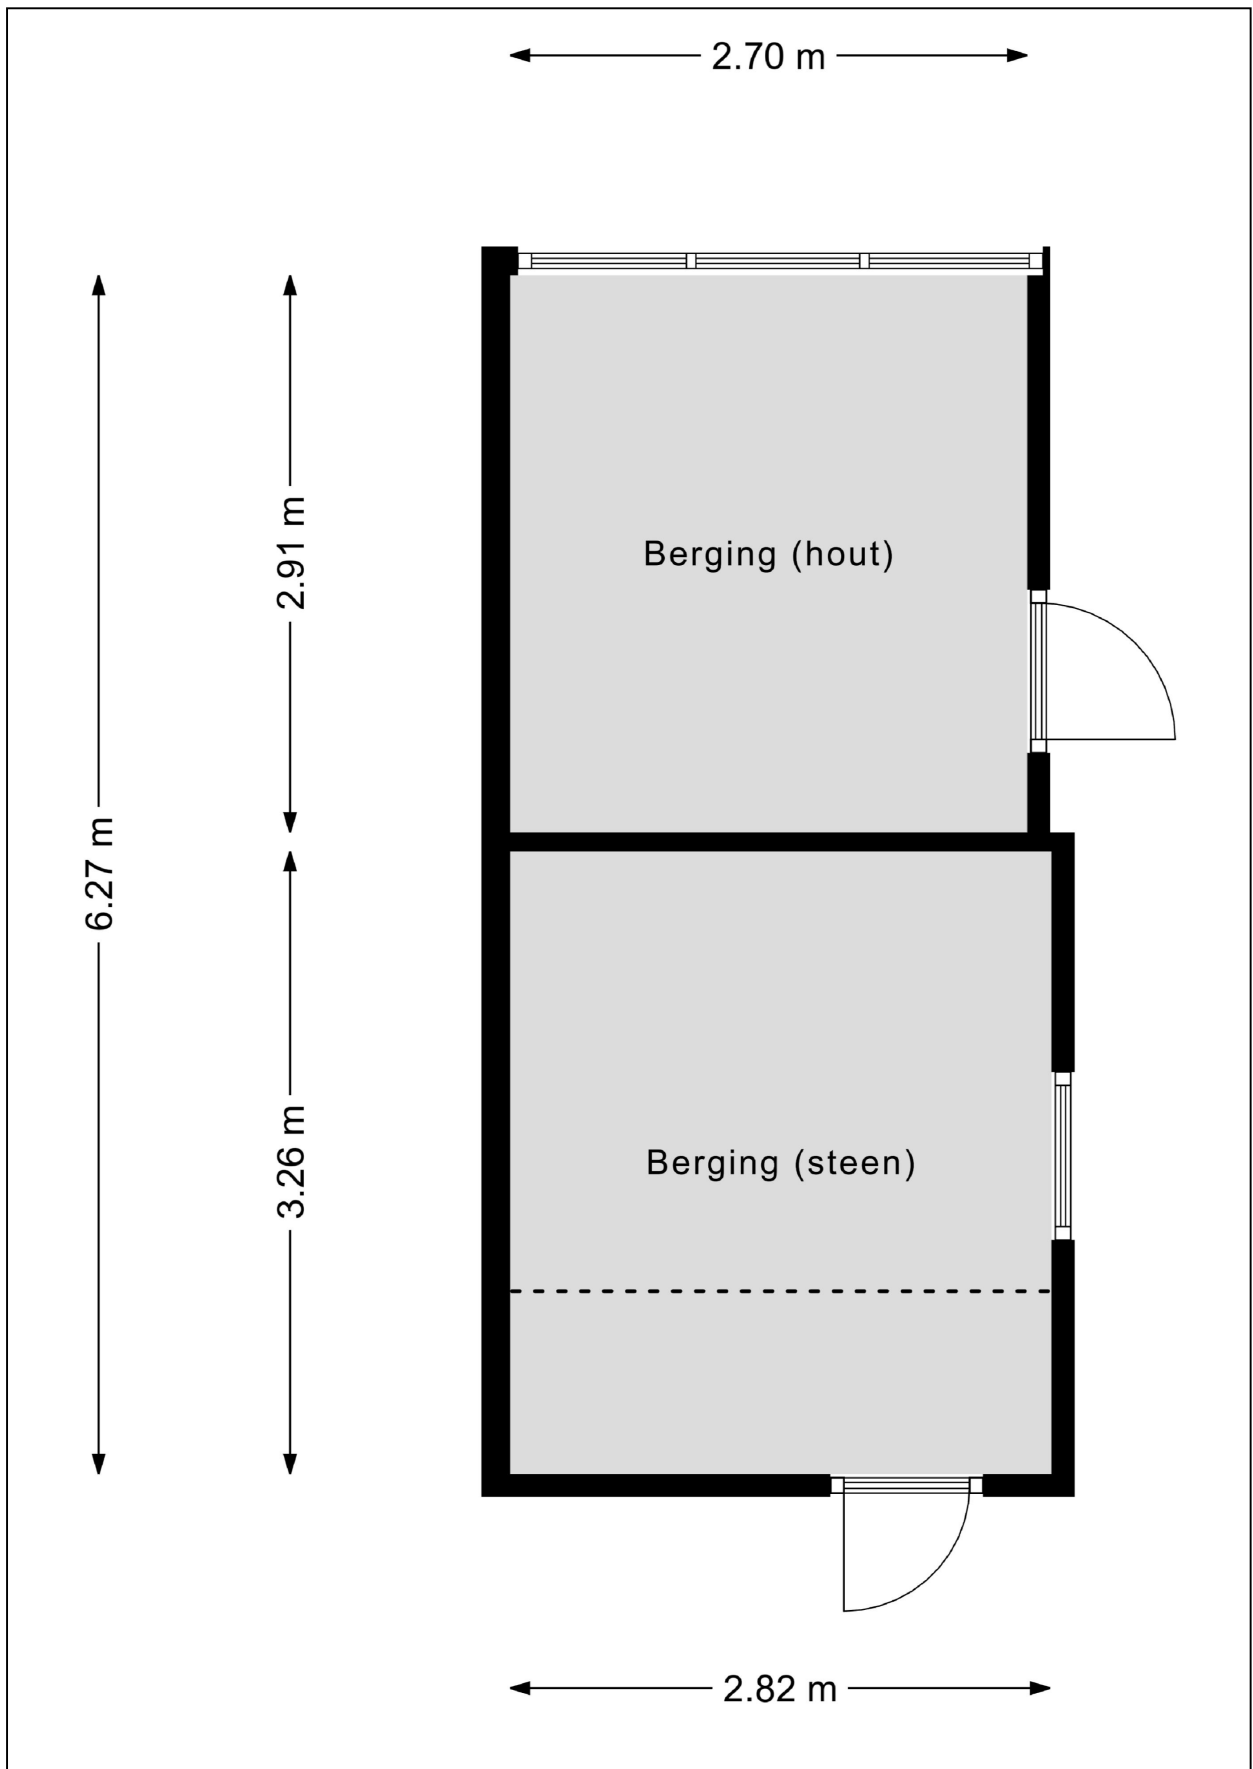 2.70 m
Berging (hout)
2.91 m
6.27 m
3.26 m
Berging (steen)
2.82 m